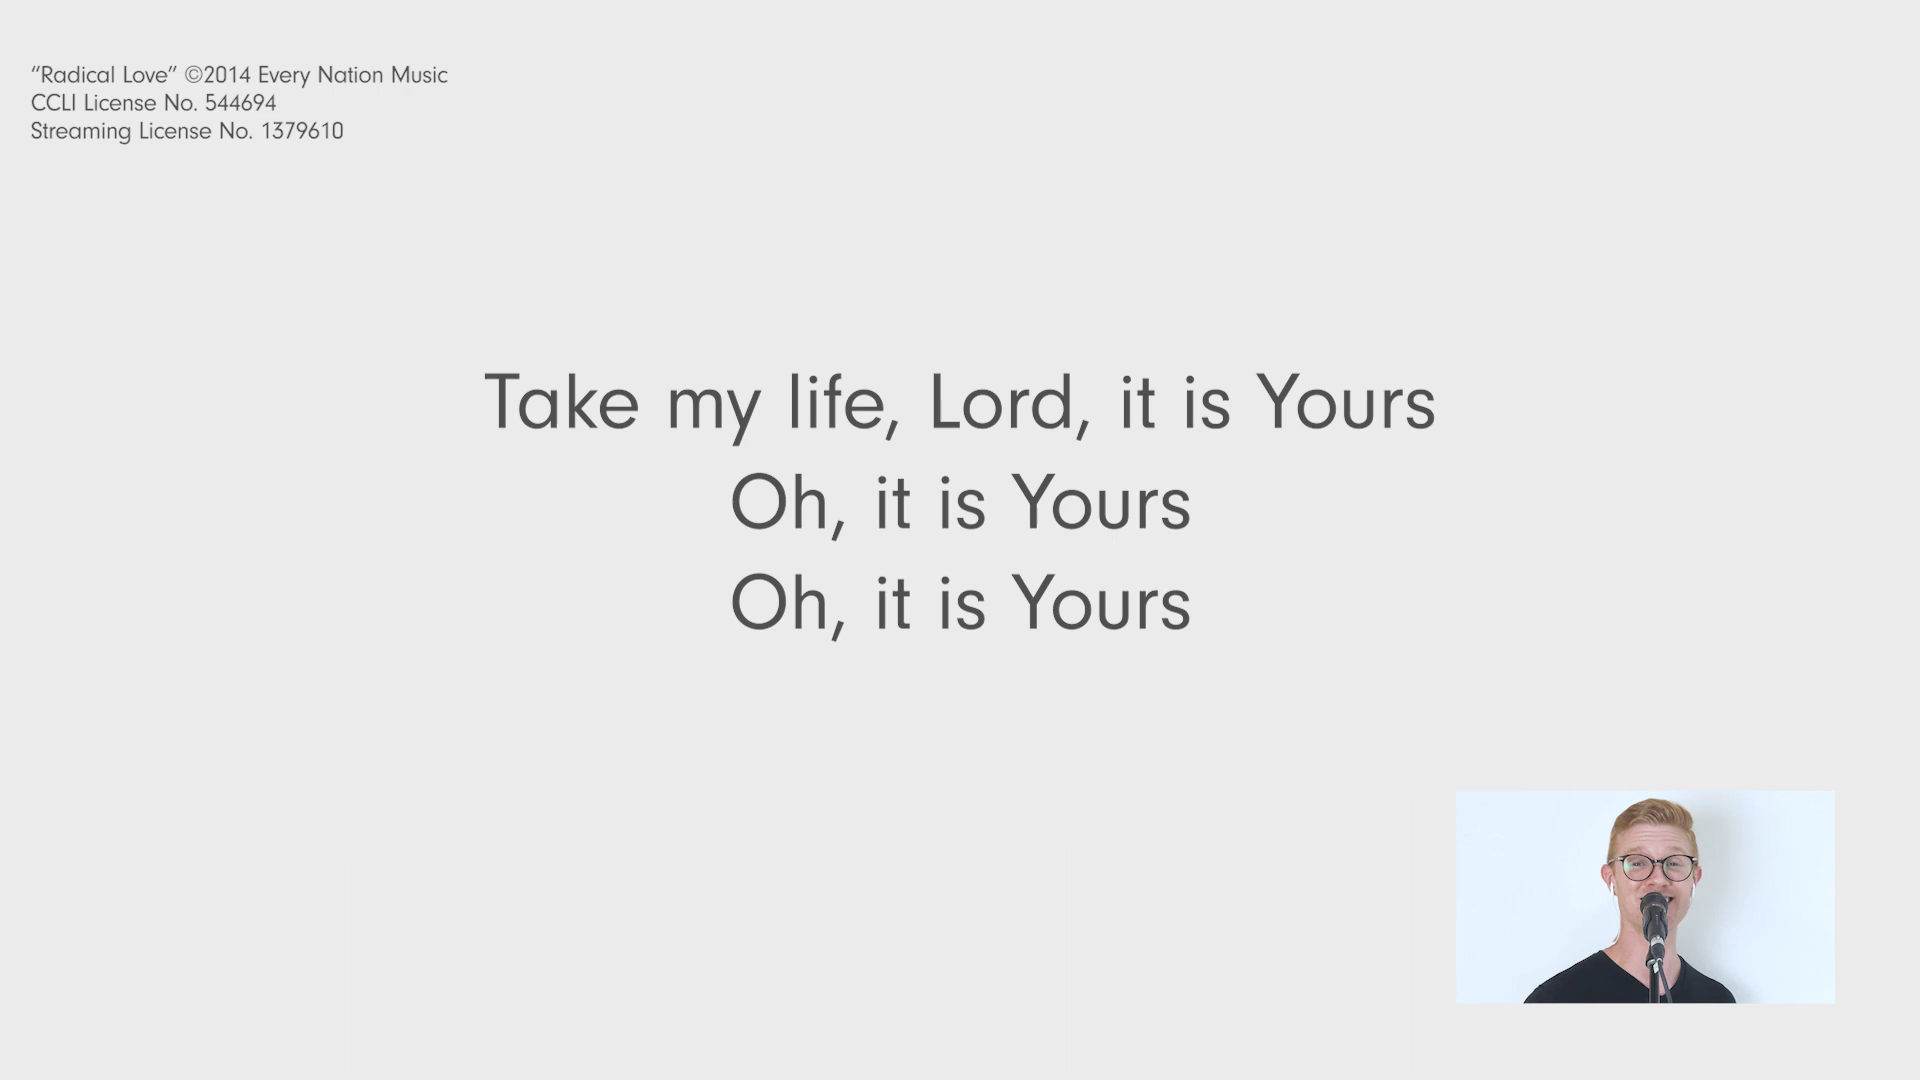 “Radical Love” ©2014 Every Nation Music
CCLI License No. 544694
Streaming License No. 1379610
Take my life, Lord, it is Yours
Oh, it is Yours
Oh, it is Yours